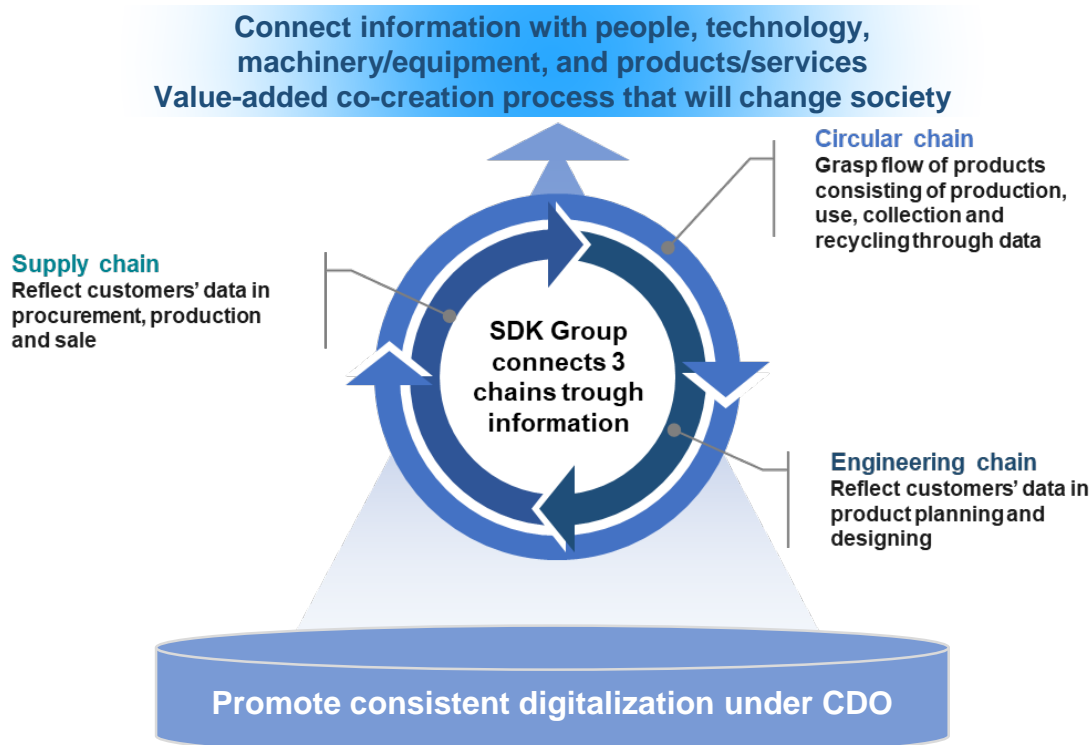 Connect information with people, technology,
machinery/equipment, and products/services
Value-added co-creation process that will change society
Circular chain
Grasp flow of products
consisting of production,
use, collection and
recycling through data
Supply chain
Reflect customers' data in
procurement, production
and sale
SDK Group
connects 3
chains trough
information
Engineering chain
Reflect customers' data in
product planning and
designing
Promote consistent digitalization under CDO